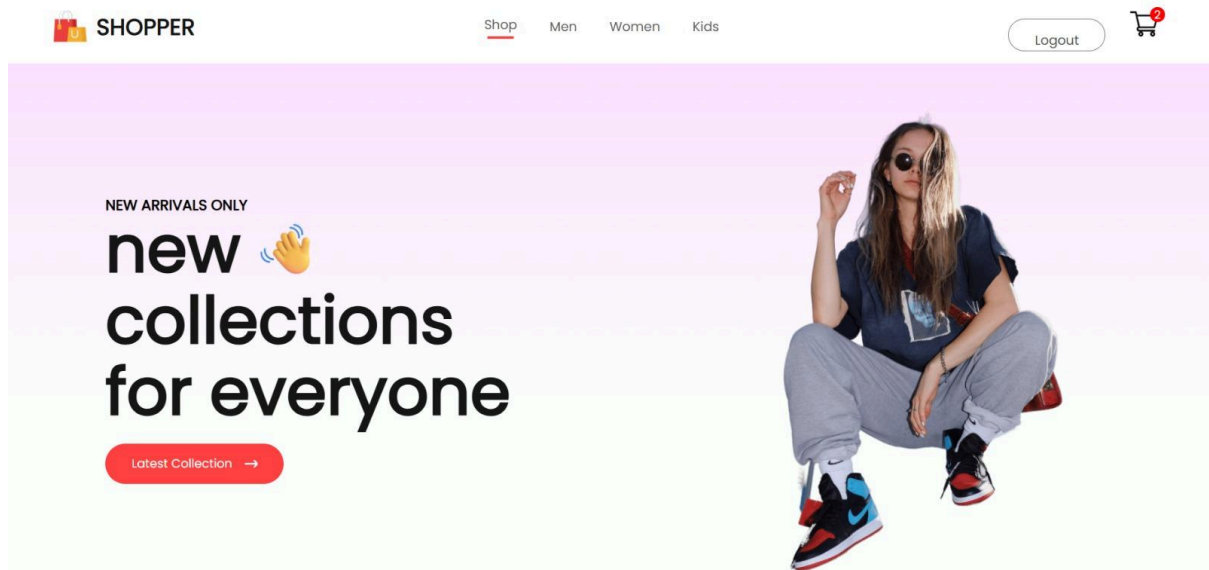 SHOPPER
Shop Men Women Kids
Logout
2
NEW ARRIVALS ONLY
new 👋
collections
for everyone
Latest Collection →